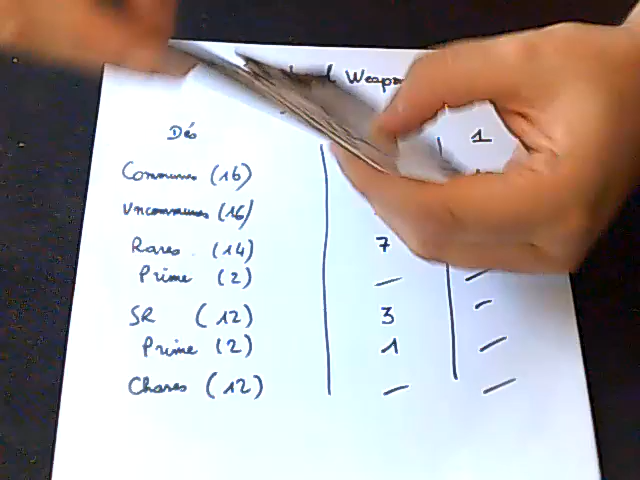 Weapo
Dés 1
Communes (16)
Uncommunes (16)
Rares (14) 7 —
Prime (2) — —
SR (12) 3 —
Prime (2) 1 —
Chares (12) — —